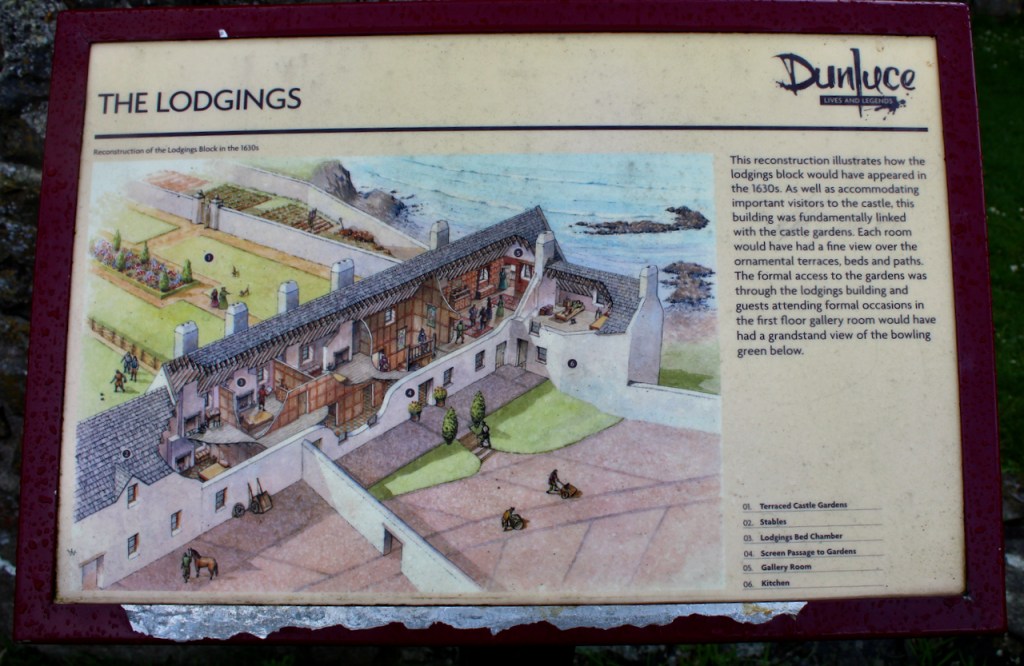 Dunluce
LIVES AND LEGENDS
THE LODGINGS
Reconstruction of the Lodgings Block in the 1630s
This reconstruction illustrates how the
lodgings block would have appeared in
the 1630s. As well as accommodating
important visitors to the castle, this
building was fundamentally linked
with the castle gardens. Each room
would have had a fine view over the
ornamental terraces, beds and paths.
The formal access to the gardens was
through the lodgings building and
guests attending formal occasions in
the first floor gallery room would have
had a grandstand view of the bowling
green below.
01. Terraced Castle Gardens
02. Stables
03. Lodgings Bed Chamber
04. Screen Passage to Gardens
05. Gallery Room
06. Kitchen